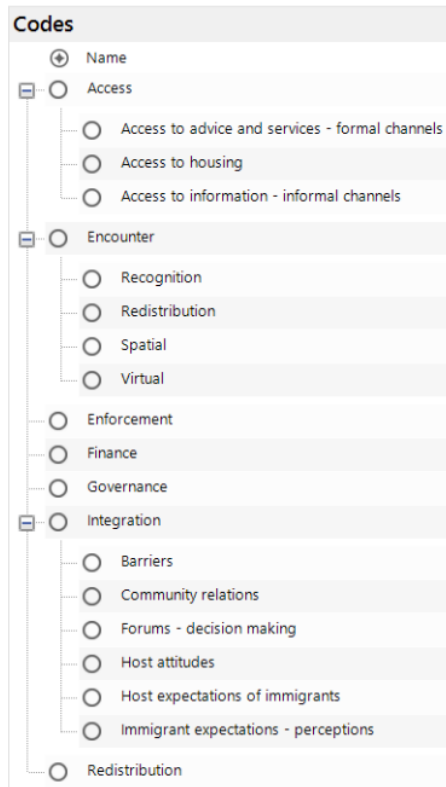 Codes
Name
Access
Access to advice and services - formal channels
Access to housing
Access to information - informal channels
Encounter
Recognition
Redistribution
Spatial
Virtual
Enforcement
Finance
Governance
Integration
Barriers
Community relations
Forums - decision making
Host attitudes
Host expectations of immigrants
Immigrant expectations - perceptions
Redistribution